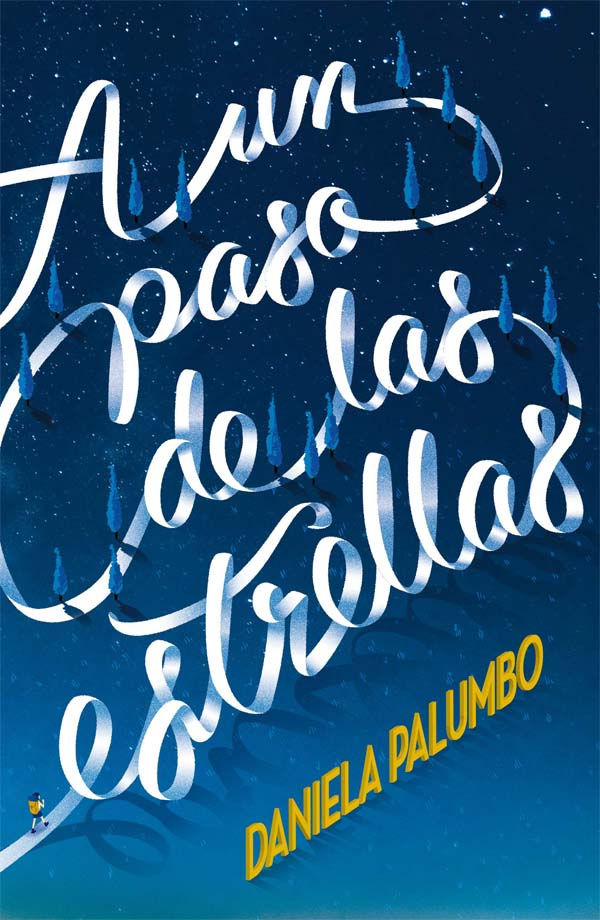 A un
paso
de las
estrellas
DANIELA PALUMBO